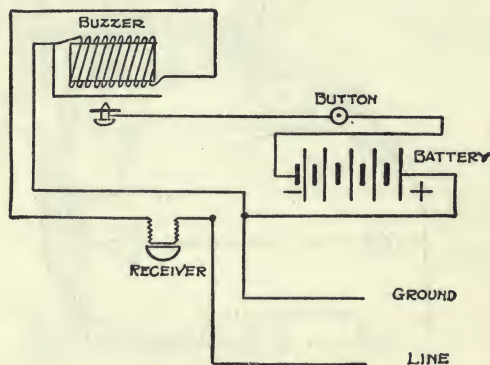 BUZZER
BUTTON
BATTERY
− +
RECEIVER
GROUND
LINE